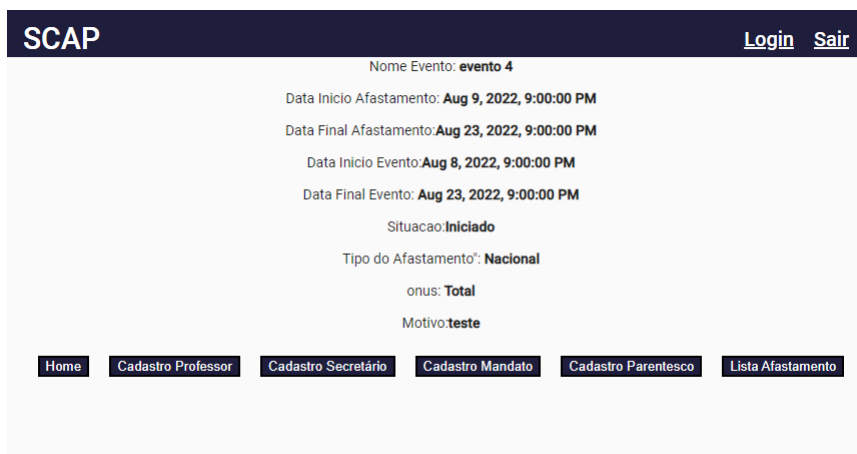 SCAP Login Sair
Nome Evento: evento 4
Data Inicio Afastamento: Aug 9, 2022, 9:00:00 PM
Data Final Afastamento:Aug 23, 2022, 9:00:00 PM
Data Inicio Evento:Aug 8, 2022, 9:00:00 PM
Data Final Evento: Aug 23, 2022, 9:00:00 PM
Situacao:Iniciado
Tipo do Afastamento": Nacional
onus: Total
Motivo:teste
Home Cadastro Professor Cadastro Secretário Cadastro Mandato Cadastro Parentesco Lista Afastamento